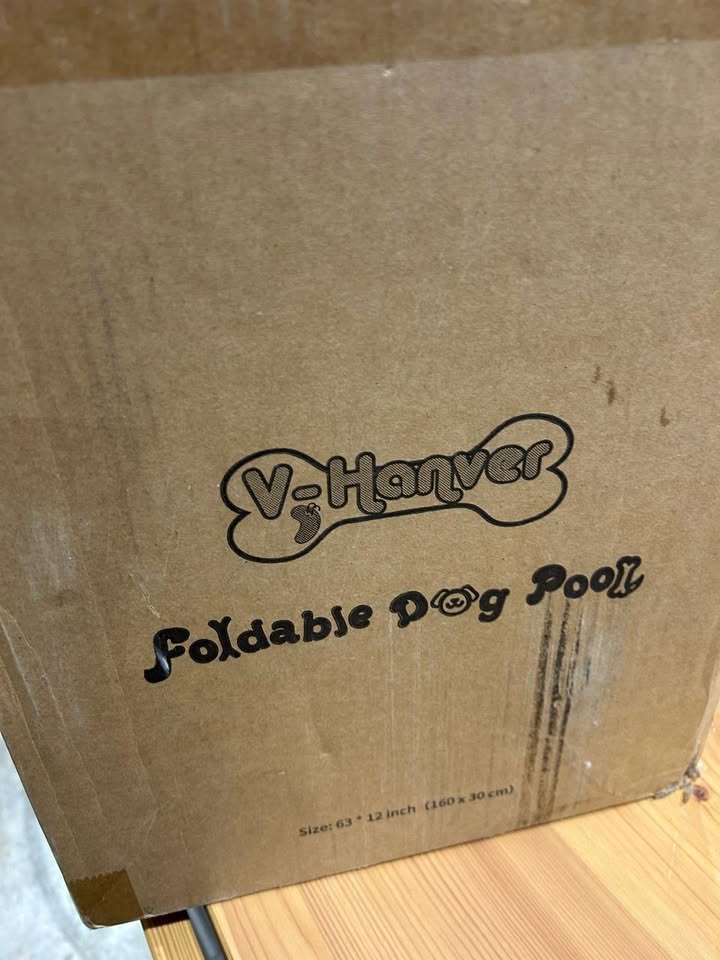 V-Hanver
Foldable Dog Pool
Size: 63 * 12 inch (160 x 30 cm)